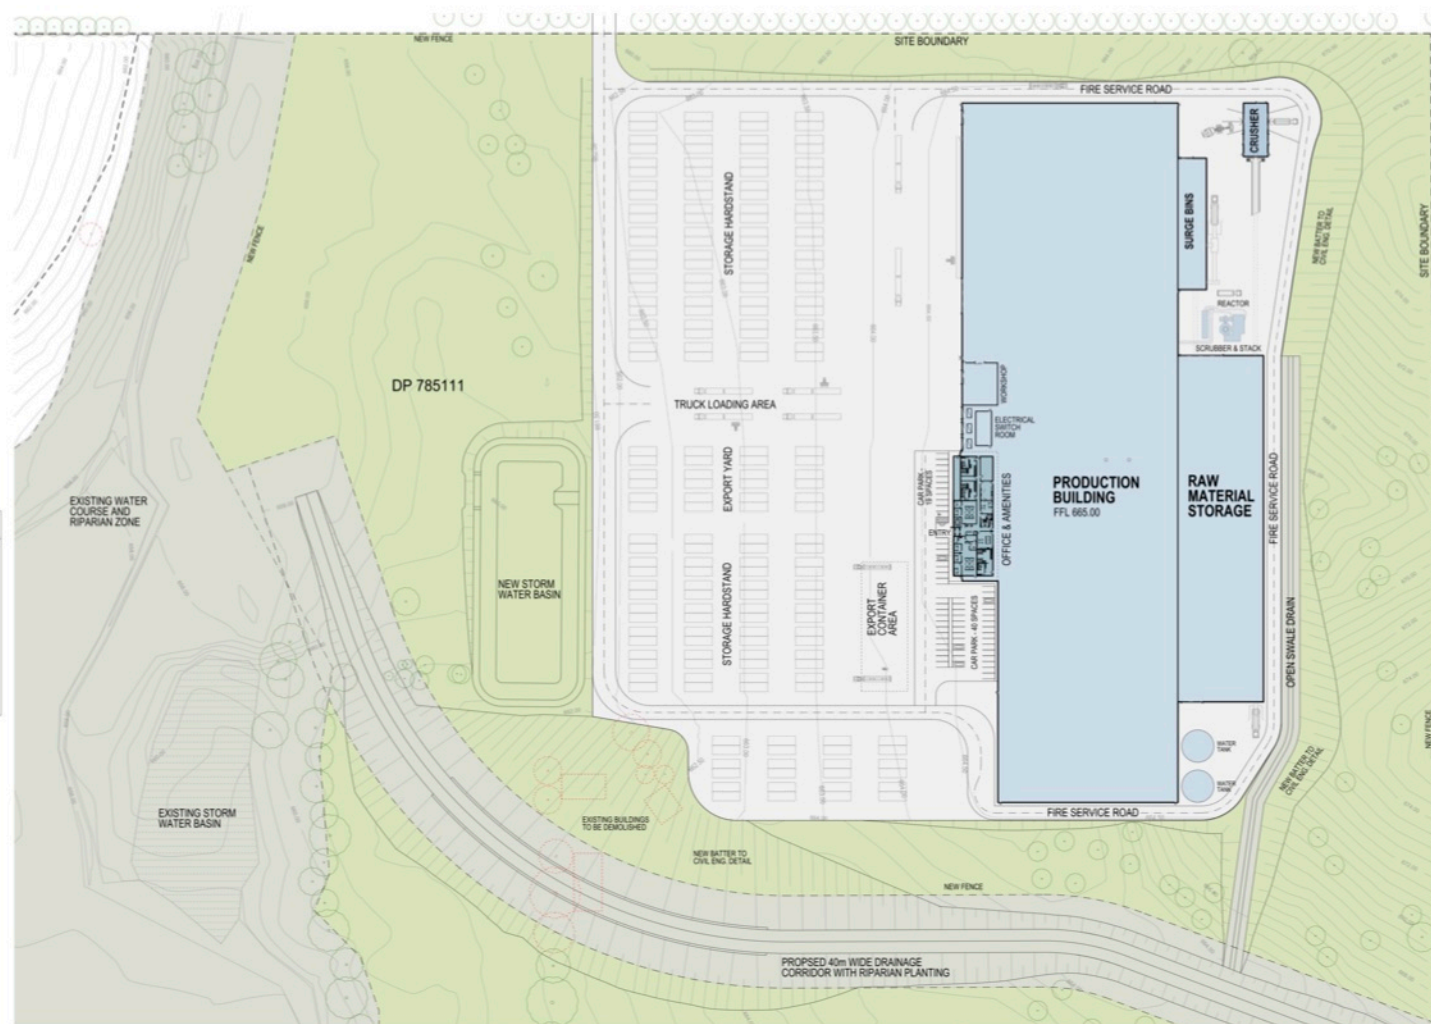 NEW FENCE
SITE BOUNDARY
FIRE SERVICE ROAD
CRUSHER
STORAGE HARDSTAND
SURGE BINS
NEW BATTER TO
CIVIL ENG. DETAIL
SITE BOUNDARY
NEW FENCE
REACTOR
SCRUBBER & STACK
DP 785111
TRUCK LOADING AREA
WORKSHOP
ELECTRICAL
SWITCH
ROOM
EXPORT YARD
CAR PARK -
19 SPACES
ENTRY
OFFICE & AMENITIES
PRODUCTION
BUILDING
FFL 665.00
RAW
MATERIAL
STORAGE
FIRE SERVICE ROAD
EXISTING WATER
COURSE AND
RIPARIAN ZONE
NEW STORM
WATER BASIN
STORAGE HARDSTAND
EXPORT
CONTAINER
AREA
CAR PARK - 40 SPACES
OPEN SWALE DRAIN
NEW FENCE
WATER
TANK
WATER
TANK
NEW BATTER TO
CIVIL ENG. DETAIL
EXISTING STORM
WATER BASIN
EXISTING BUILDINGS
TO BE DEMOLISHED
FIRE SERVICE ROAD
NEW BATTER TO
CIVIL ENG. DETAIL
NEW FENCE
PROPSED 40m WIDE DRAINAGE
CORRIDOR WITH RIPARIAN PLANTING